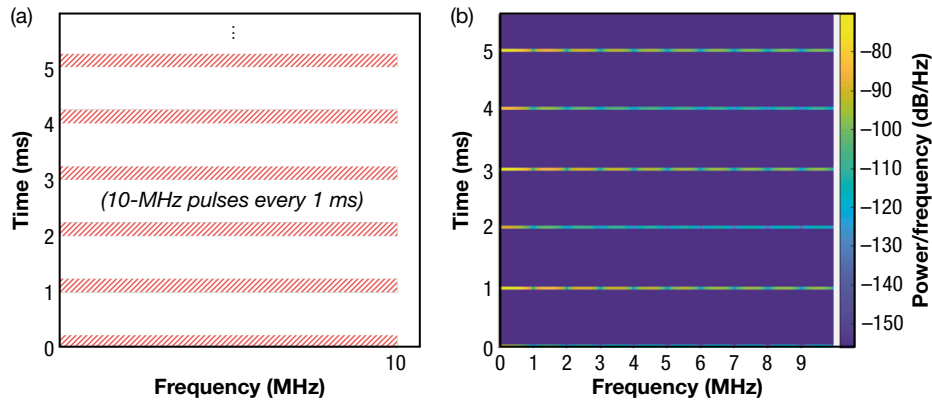 (a)
⋮
5
4
3
(10-MHz pulses every 1 ms)
2
1
0
10
Time (ms)
Frequency (MHz)
(b)
5
4
3
2
1
0
0 1 2 3 4 5 6 7 8 9
Time (ms)
Frequency (MHz)
−80
−90
−100
−110
−120
−130
−140
−150
Power/frequency (dB/Hz)